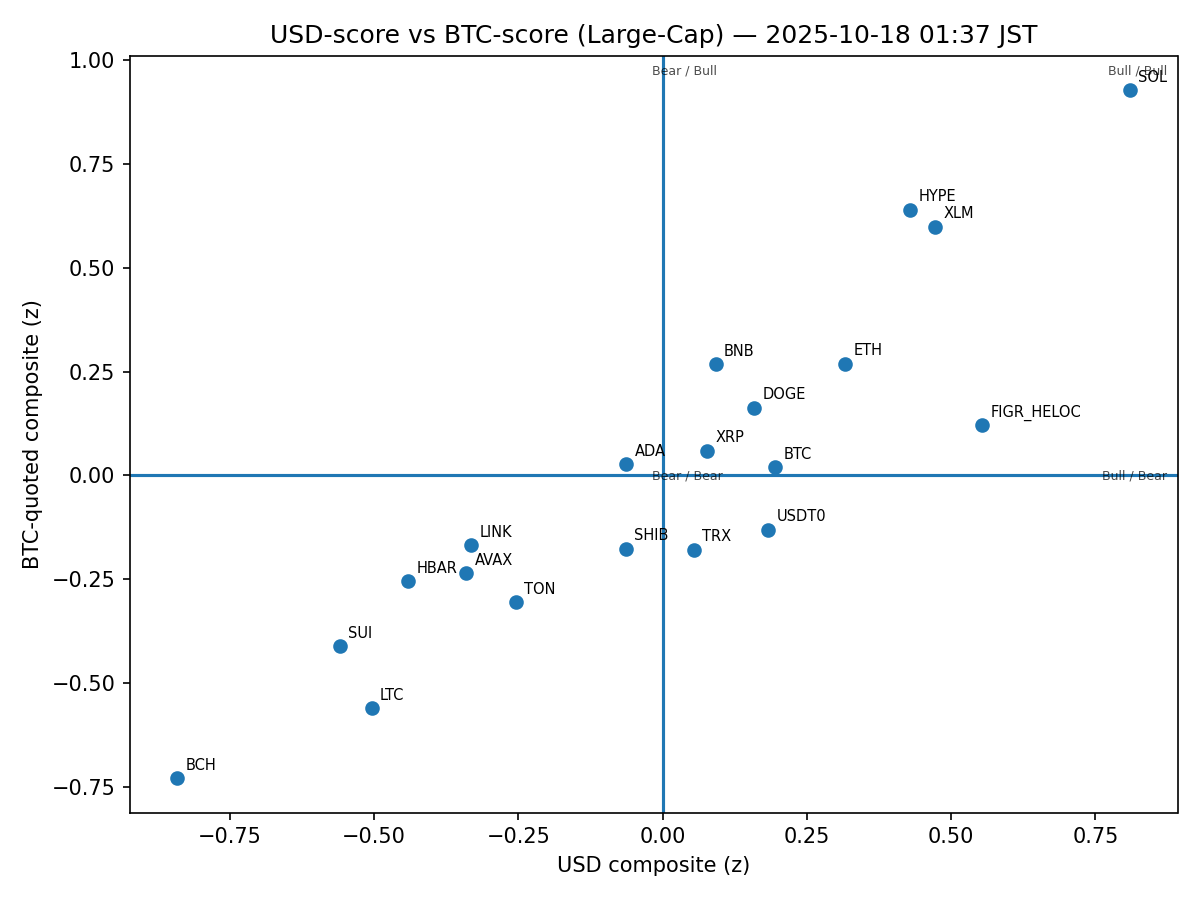 USD-score vs BTC-score (Large-Cap) — 2025-10-18 01:37 JST
1.00
Bear / Bull
Bull / Bull
SOL
0.75
HYPE
XLM
0.50
BNB
ETH
0.25
DOGE
FIGR_HELOC
XRP
ADA
BTC
0.00
Bear / Bear
Bull / Bear
USDT0
LINK
SHIB
TRX
HBAR
AVAX
−0.25
TON
SUI
−0.50
LTC
BCH
−0.75
−0.75
−0.50
−0.25
0.00
0.25
0.50
0.75
USD composite (z)
BTC-quoted composite (z)